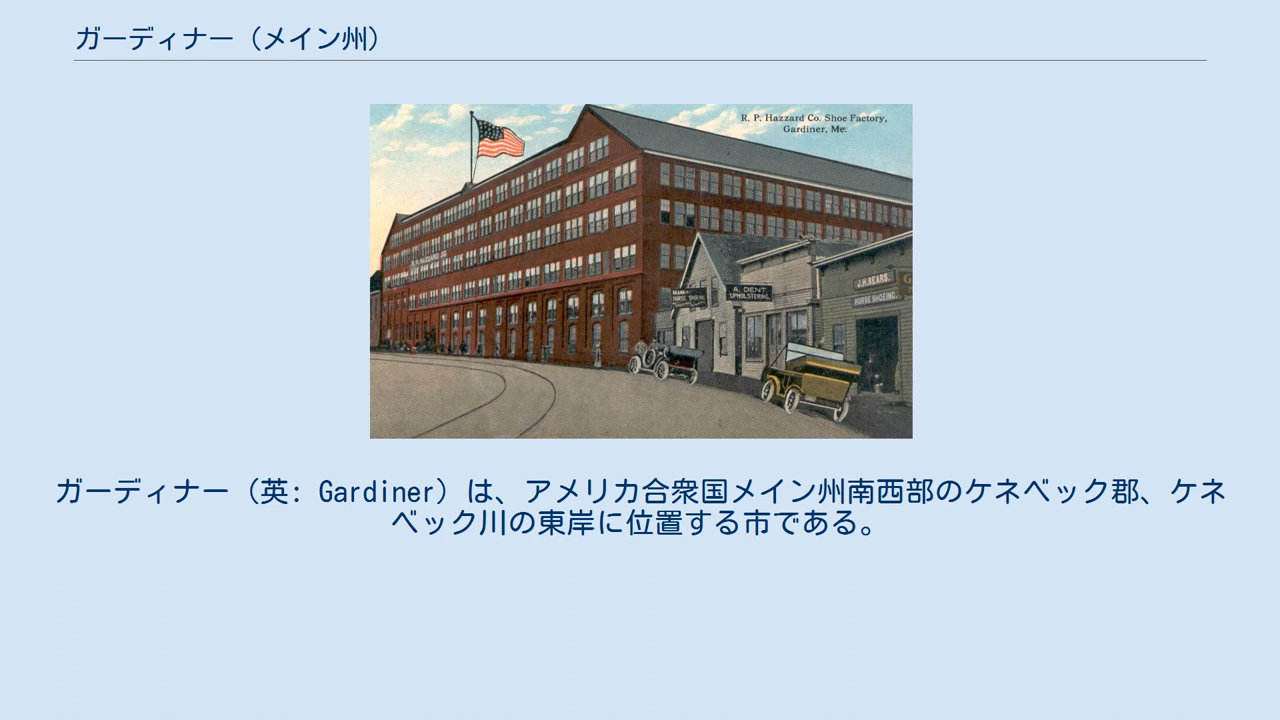 ガーディナー（メイン州）
R. P. Hazzard Co. Shoe Factory,
Gardiner, Me.
HORSE SHOEING
A. DENT.
UPHOLSTERING.
J.H. SEARS.
HORSE SHOEING.
ガーディナー（英: Gardiner）は、アメリカ合衆国メイン州南西部のケネベック郡、ケネ
ベック川の東岸に位置する市である。